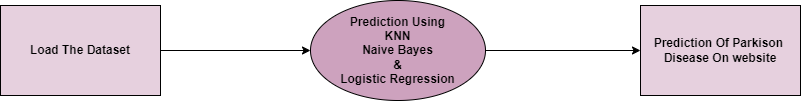 Load The Dataset
Prediction Using
KNN
Naive Bayes
&
Logistic Regression
Prediction Of Parkison
Disease On website